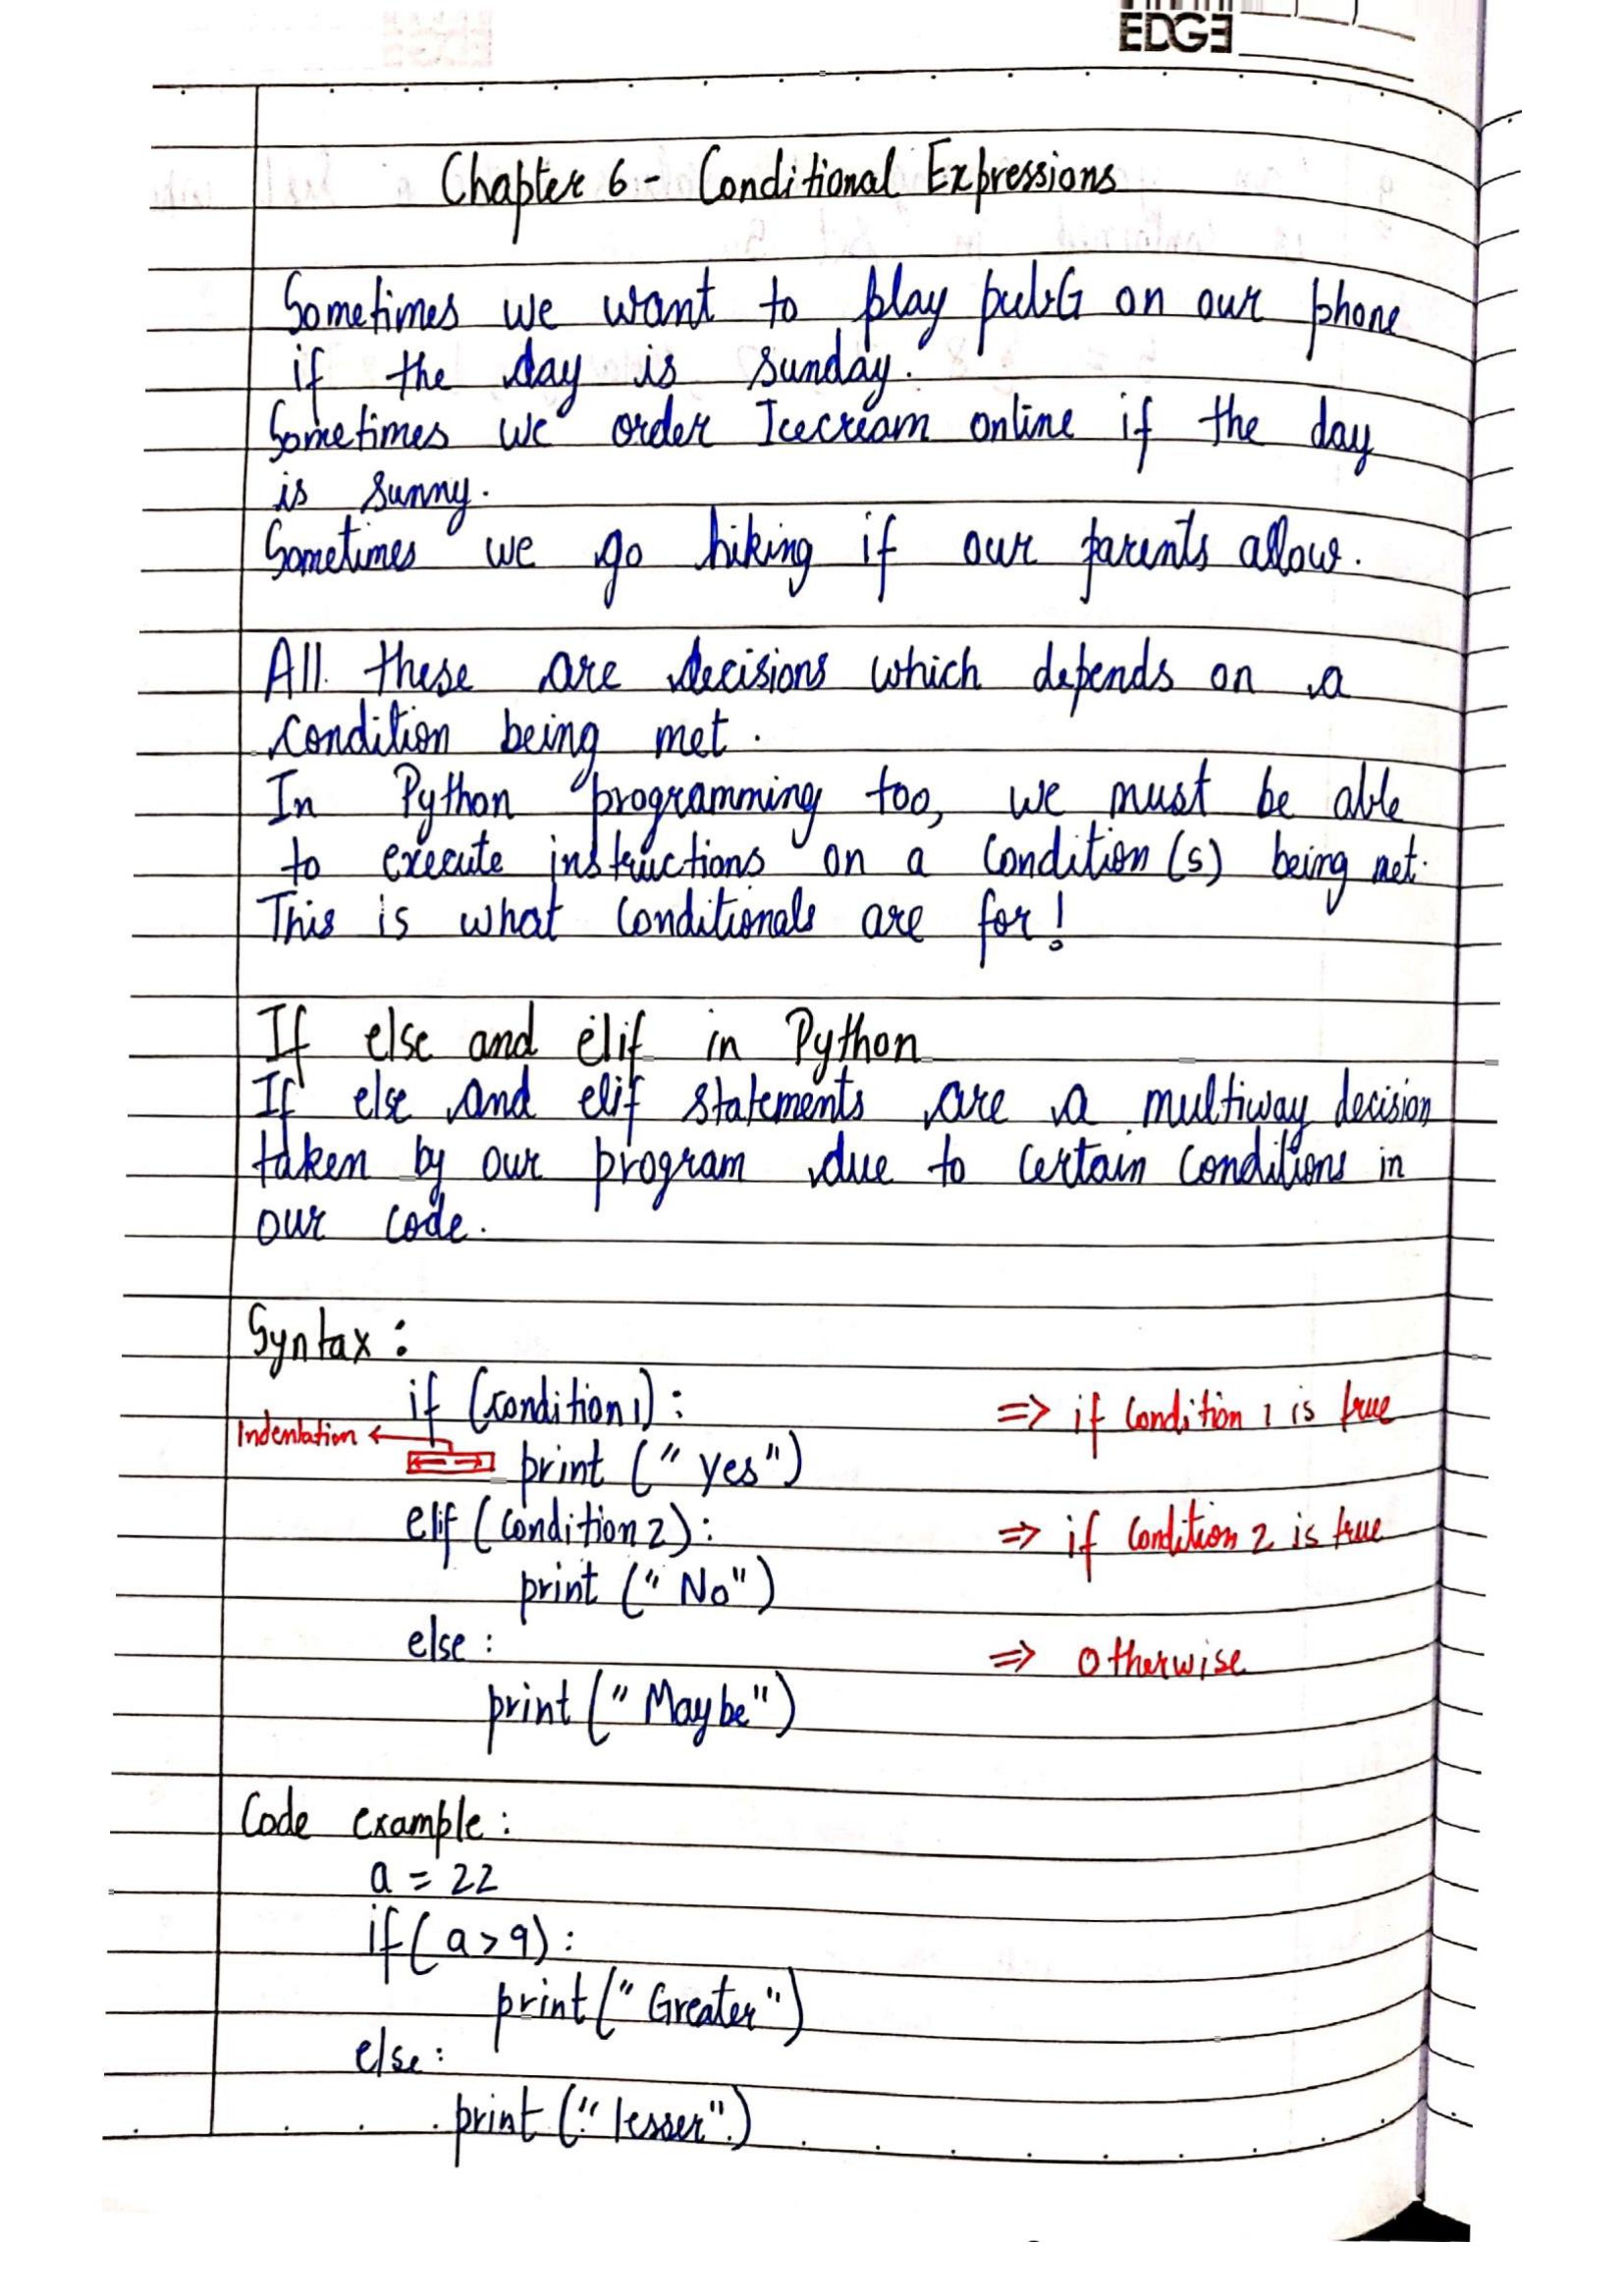 EDGE
Chapter 6 - Conditional Expressions
Sometimes we want to play pubG on our phone
if the day is sunday.
Sometimes we order Icecream online if the day
is sunny.
Sometimes we go hiking if our parents allow.
All these are decisions which depends on a
condition being met.
In Python programming too, we must be able
to execute instructions on a condition(s) being met.
This is what conditionals are for!
If else and elif in Python
If else and elif statements are a multiway decision
taken by our program due to certain conditions in
our code.
Syntax:
if (condition1): => if condition 1 is true
Indentation
print ("yes")
elif (condition2): => if condition 2 is true
print ("No")
else: => otherwise
print ("Maybe")
Code example:
a = 22
if(a>9):
print("Greater")
else:
print("lesser")